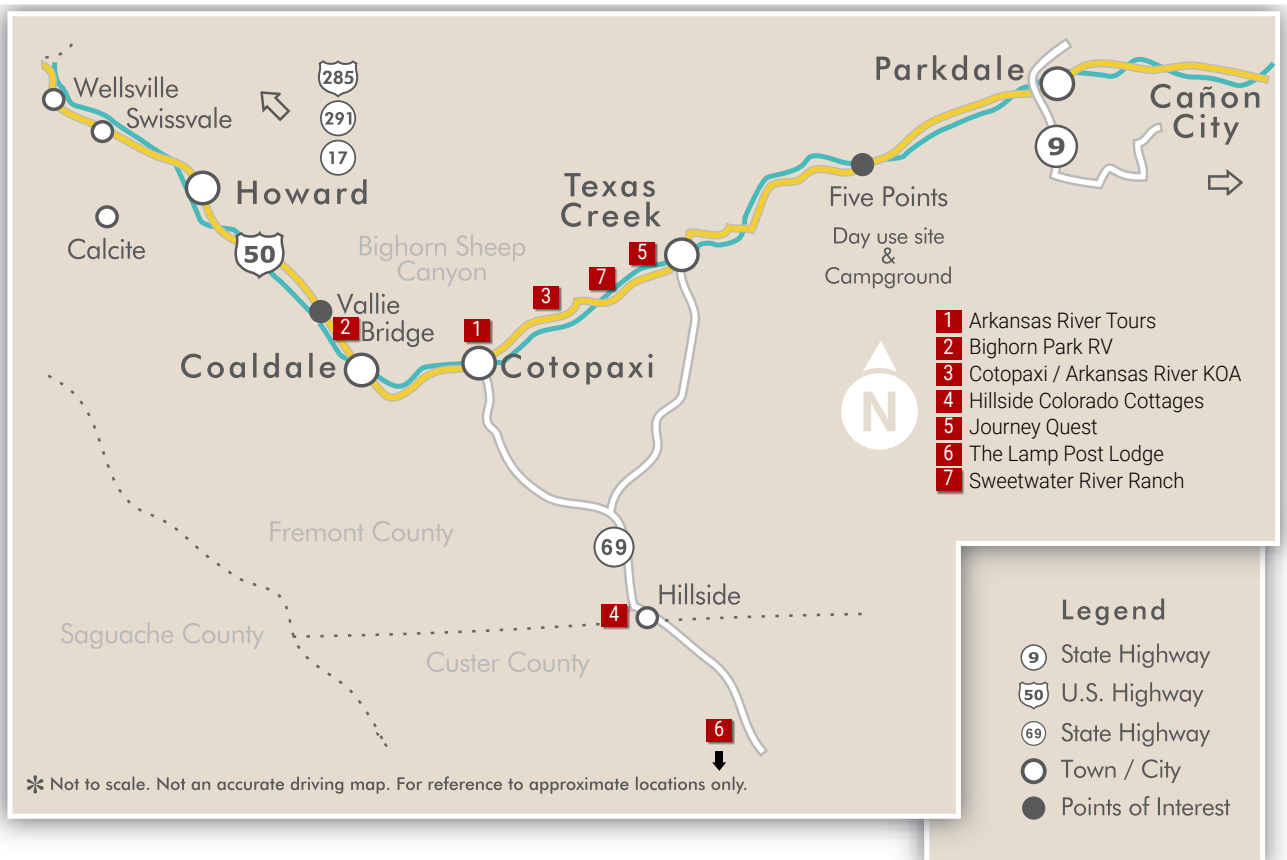 Parkdale
285
Wellsville
Cañon
City
Swissvale
291
9
17
Texas
Creek
Howard
Five Points
Calcite
50
Bighorn Sheep
Canyon
5
Day use site
&
Campground
7
3
Vallie
Bridge
2
1
Coaldale
Cotopaxi
N
1 Arkansas River Tours
2 Bighorn Park RV
3 Cotopaxi / Arkansas River KOA
4 Hillside Colorado Cottages
5 Journey Quest
6 The Lamp Post Lodge
7 Sweetwater River Ranch
Fremont County
69
Hillside
4
Saguache County
Custer County
6
* Not to scale. Not an accurate driving map. For reference to approximate locations only.
Legend
9 State Highway
50 U.S. Highway
69 State Highway
Town / City
Points of Interest